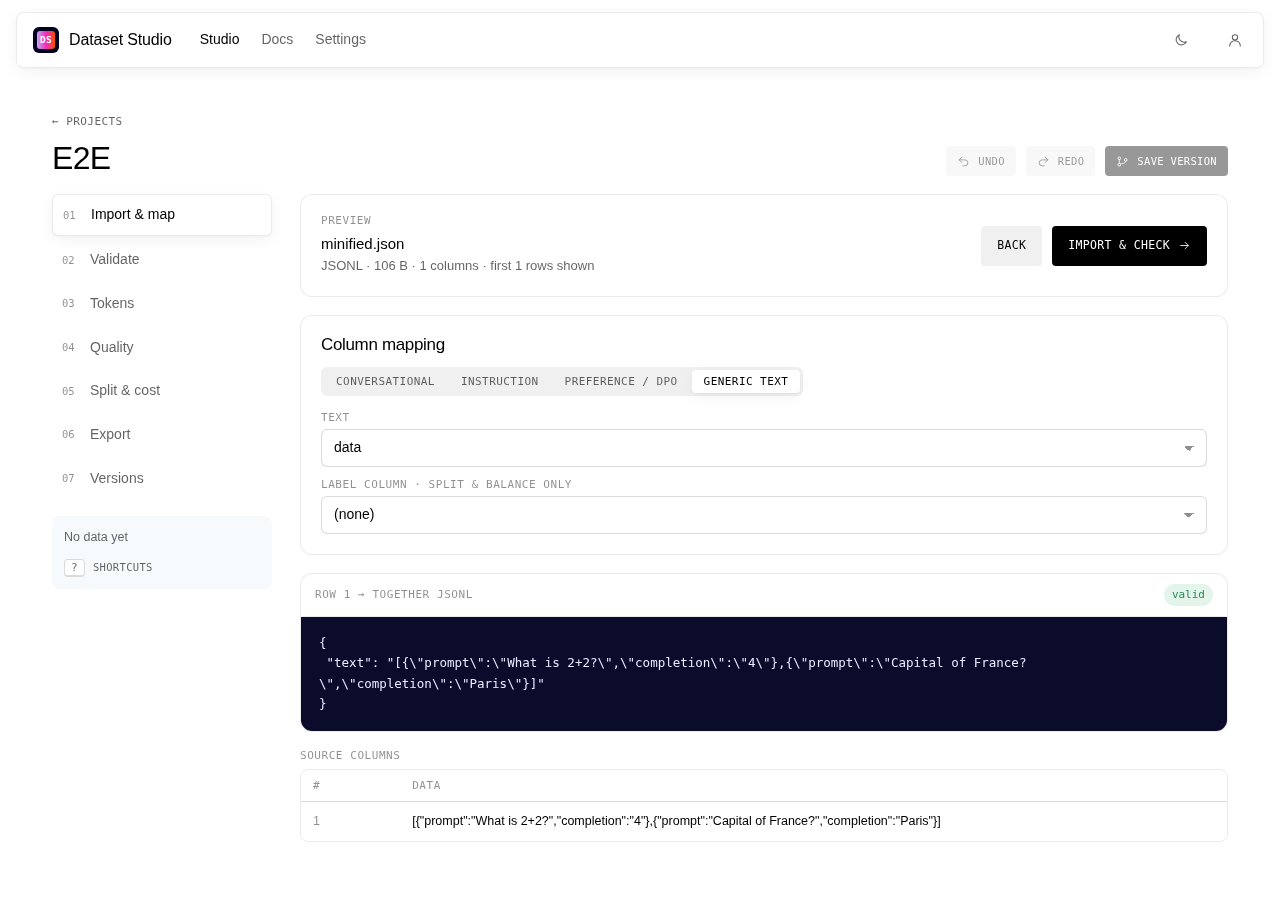 DS Dataset Studio Studio Docs Settings
← PROJECTS
E2E
UNDO REDO SAVE VERSION
01 Import & map
02 Validate
03 Tokens
04 Quality
05 Split & cost
06 Export
07 Versions
No data yet
? SHORTCUTS
PREVIEW
minified.json
JSONL · 106 B · 1 columns · first 1 rows shown
BACK IMPORT & CHECK →
Column mapping
CONVERSATIONAL INSTRUCTION PREFERENCE / DPO GENERIC TEXT
TEXT
data
LABEL COLUMN · SPLIT & BALANCE ONLY
(none)
ROW 1 → TOGETHER JSONL valid
{
"text": "[{\"prompt\":\"What is 2+2?\",\"completion\":\"4\"},{\"prompt\":\"Capital of France?
\",\"completion\":\"Paris\"}]"
}
SOURCE COLUMNS
# DATA
1 [{"prompt":"What is 2+2?","completion":"4"},{"prompt":"Capital of France?","completion":"Paris"}]